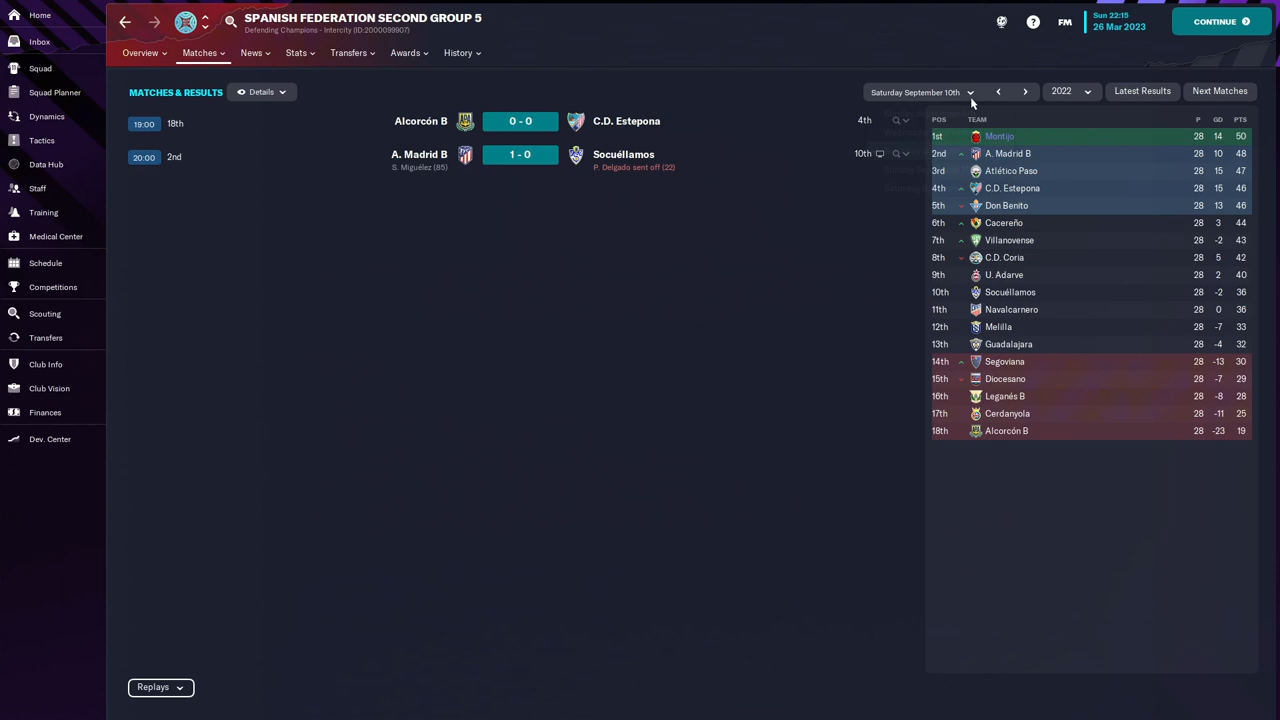 Home
Inbox
Squad
Squad Planner
Dynamics
Tactics
Data Hub
Staff
Training
Medical Center
Schedule
Competitions
Scouting
Transfers
Club Info
Club Vision
Finances
Dev. Center
SPANISH FEDERATION SECOND GROUP 5
Defending Champions - Intercity (ID:2000099907)
FM
Sun 22:15
26 Mar 2023
CONTINUE
Overview Matches News Stats Transfers Awards History
MATCHES & RESULTS Details
Saturday September 10th 2022 Latest Results Next Matches
19:00 18th Alcorcón B 0 - 0 C.D. Estepona 4th
20:00 2nd A. Madrid B 1 - 0 Socuéllamos 10th
S. Miguélez (85) P. Delgado sent off (22)
POS TEAM P GD PTS
1st Montijo 28 14 50
2nd A. Madrid B 28 10 48
3rd Atlético Paso 28 15 47
4th C.D. Estepona 28 15 46
5th Don Benito 28 13 46
6th Cacereño 28 3 44
7th Villanovense 28 -2 43
8th C.D. Coria 28 5 42
9th U. Adarve 28 2 40
10th Socuéllamos 28 -2 36
11th Navalcarnero 28 0 36
12th Melilla 28 -7 33
13th Guadalajara 28 -4 32
14th Segoviana 28 -13 30
15th Diocesano 28 -7 29
16th Leganés B 28 -8 28
17th Cerdanyola 28 -11 25
18th Alcorcón B 28 -23 19
Replays